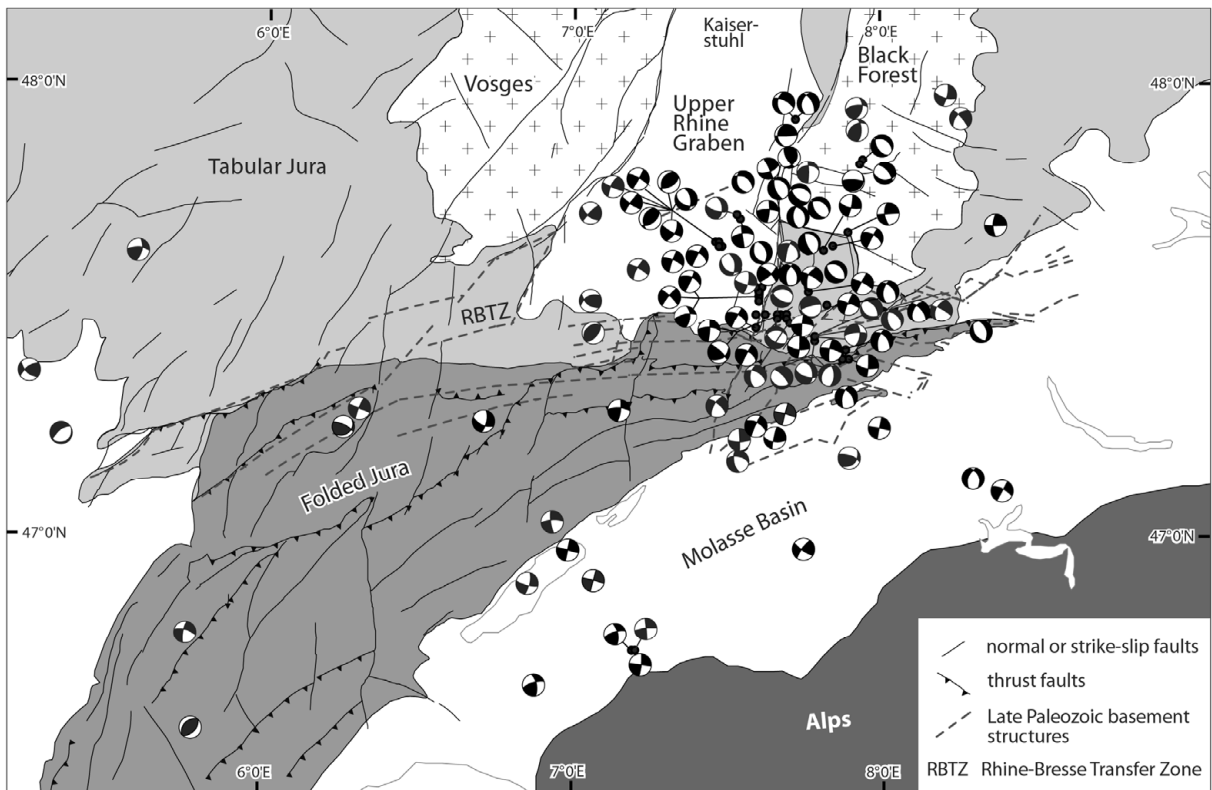 6°0'E
7°0'E
Kaiser-
stuhl
8°0'E
48°0'N
Vosges
Black
Forest
48°0'N
Upper
Rhine
Graben
Tabular Jura
RBTZ
Folded Jura
47°0'N
Molasse Basin
47°0'N
normal or strike-slip faults
thrust faults
Late Paleozoic basement
structures
RBTZ Rhine-Bresse Transfer Zone
Alps
6°0'E
7°0'E
8°0'E